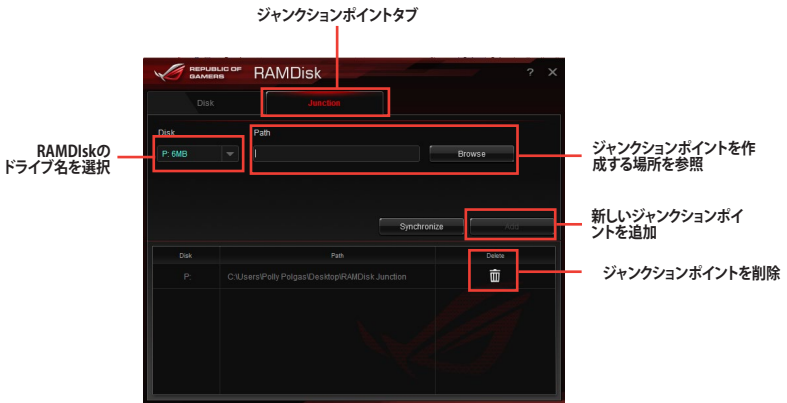 ジャンクションポイントタブ
REPUBLIC OF
GAMERS
RAMDisk
? ×
Disk
Junction
Disk
Path
RAMDIskの
ドライブ名を選択
P: 6MB
Browse
ジャンクションポイントを作
成する場所を参照
Synchronize
Add
新しいジャンクションポイ
ントを追加
Disk
Path
Delete
P:
C:\Users\Polly Polgas\Desktop\RAMDisk Junction
ジャンクションポイントを削除